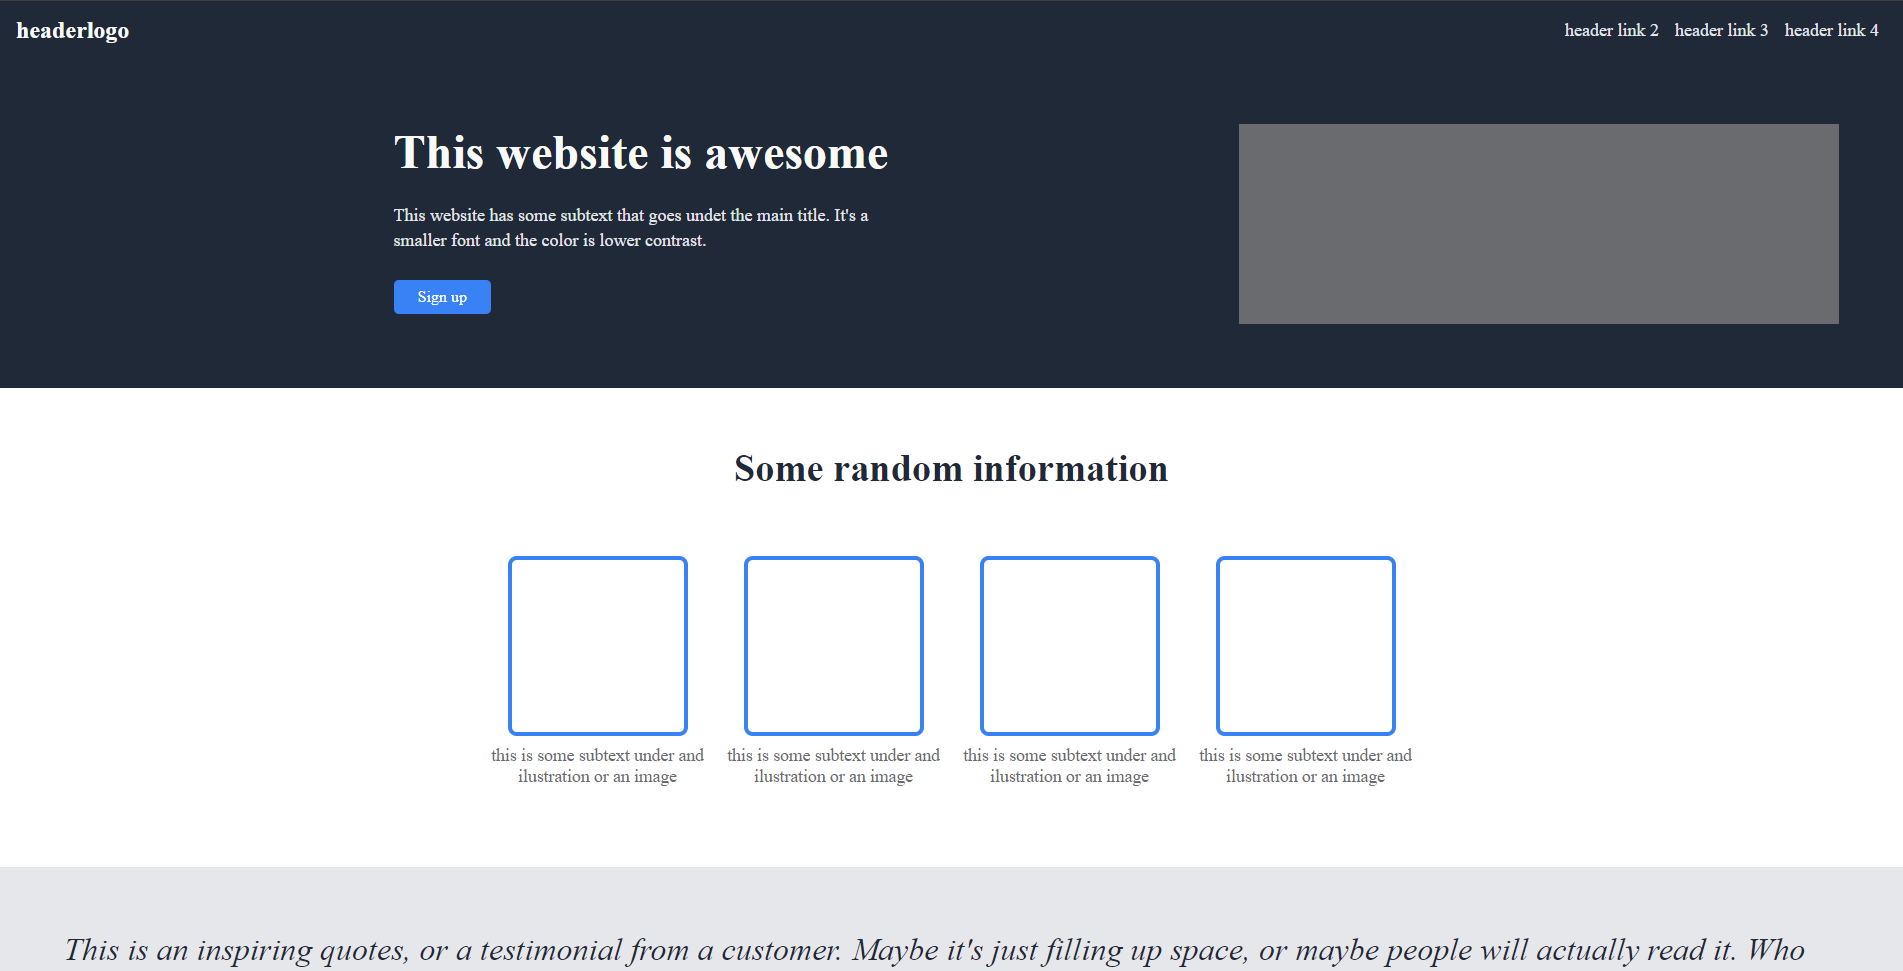 headerlogo
header link 2 header link 3 header link 4
This website is awesome
This website has some subtext that goes undet the main title. It's a
smaller font and the color is lower contrast.
Sign up
Some random information
this is some subtext under and
ilustration or an image
this is some subtext under and
ilustration or an image
this is some subtext under and
ilustration or an image
this is some subtext under and
ilustration or an image
This is an inspiring quotes, or a testimonial from a customer. Maybe it's just filling up space, or maybe people will actually read it. Who